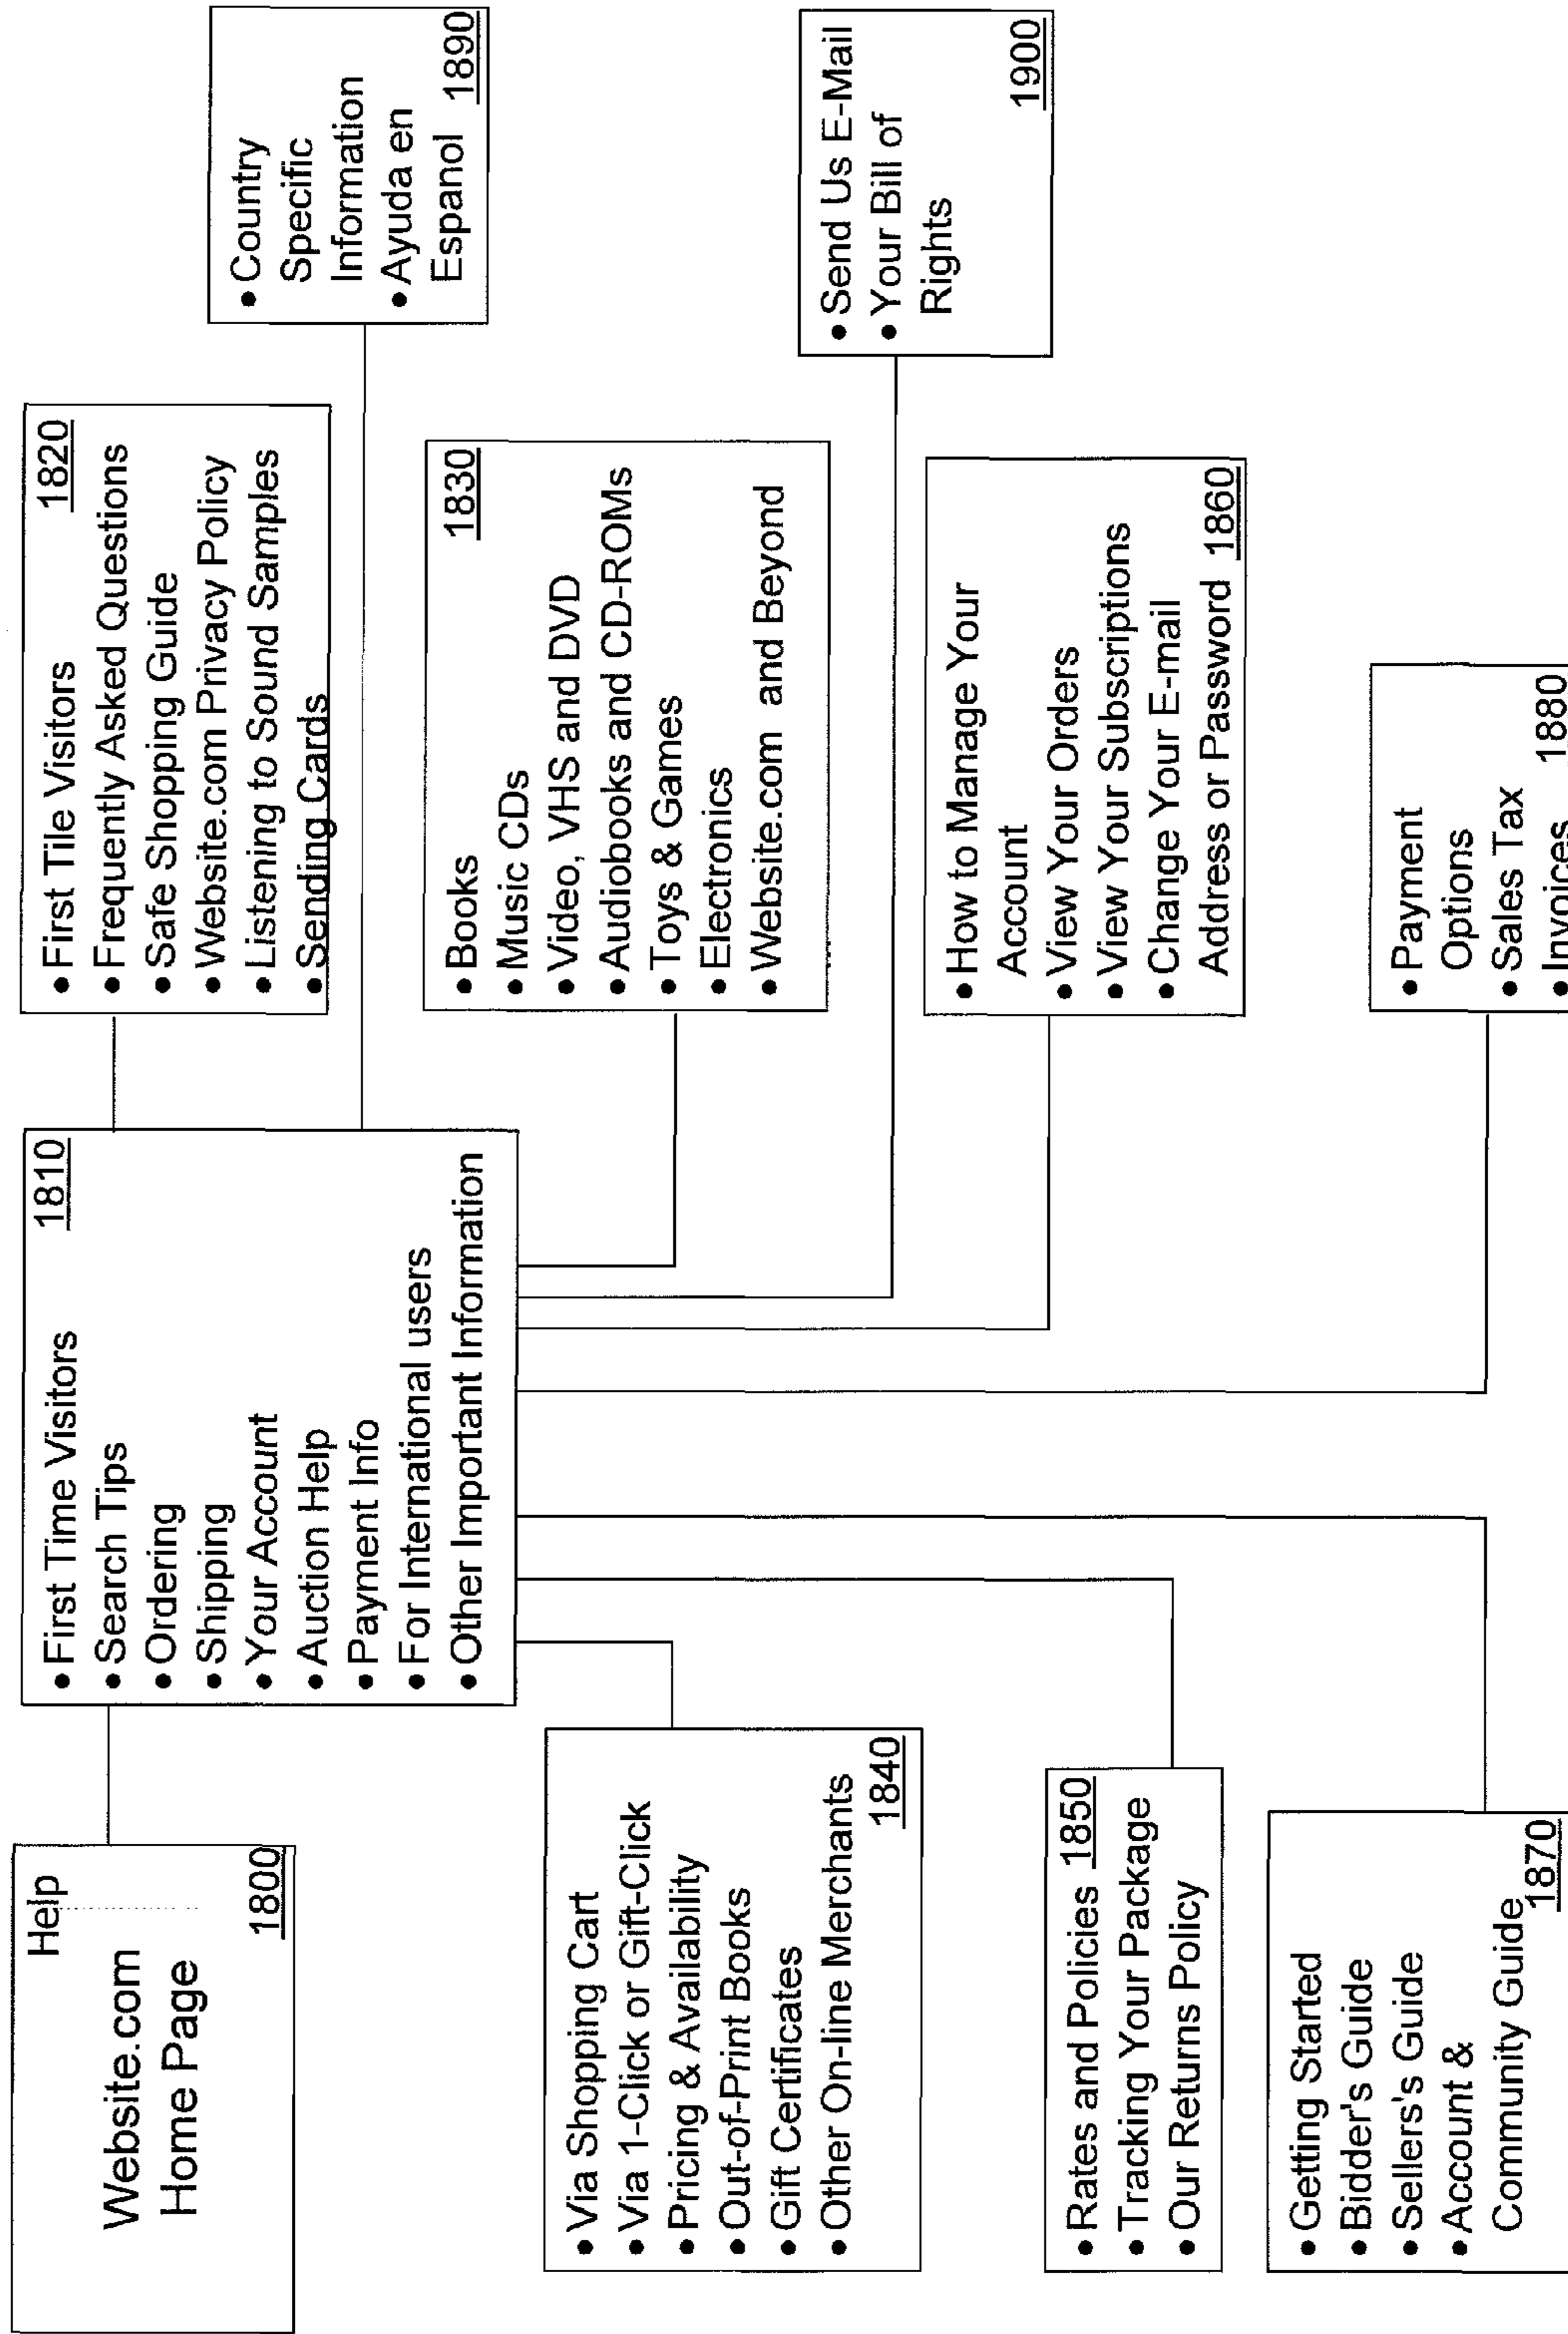 Help
Website.com
Home Page
1800
• First Time Visitors 1810
• Search Tips
• Ordering
• Shipping
• Your Account
• Auction Help
• Payment Info
• For International users
• Other Important Information
• First Tile Visitors 1820
• Frequently Asked Questions
• Safe Shopping Guide
• Website.com Privacy Policy
• Listening to Sound Samples
• Sending Cards
• Country
Specific
Information
• Ayuda en
Espanol 1890
• Via Shopping Cart
• Via 1-Click or Gift-Click
• Pricing & Availability
• Out-of-Print Books
• Gift Certificates
• Other On-line Merchants
1840
• Books 1830
• Music CDs
• Video, VHS and DVD
• Audiobooks and CD-ROMs
• Toys & Games
• Electronics
• Website.com and Beyond
• Send Us E-Mail
• Your Bill of
Rights
1900
• Rates and Policies 1850
• Tracking Your Package
• Our Returns Policy
• How to Manage Your
Account
• View Your Orders
• View Your Subscriptions
• Change Your E-mail
Address or Password 1860
• Getting Started
• Bidder's Guide
• Sellers's Guide
• Account &
Community Guide
1870
• Payment
Options
• Sales Tax
• Invoices 1880